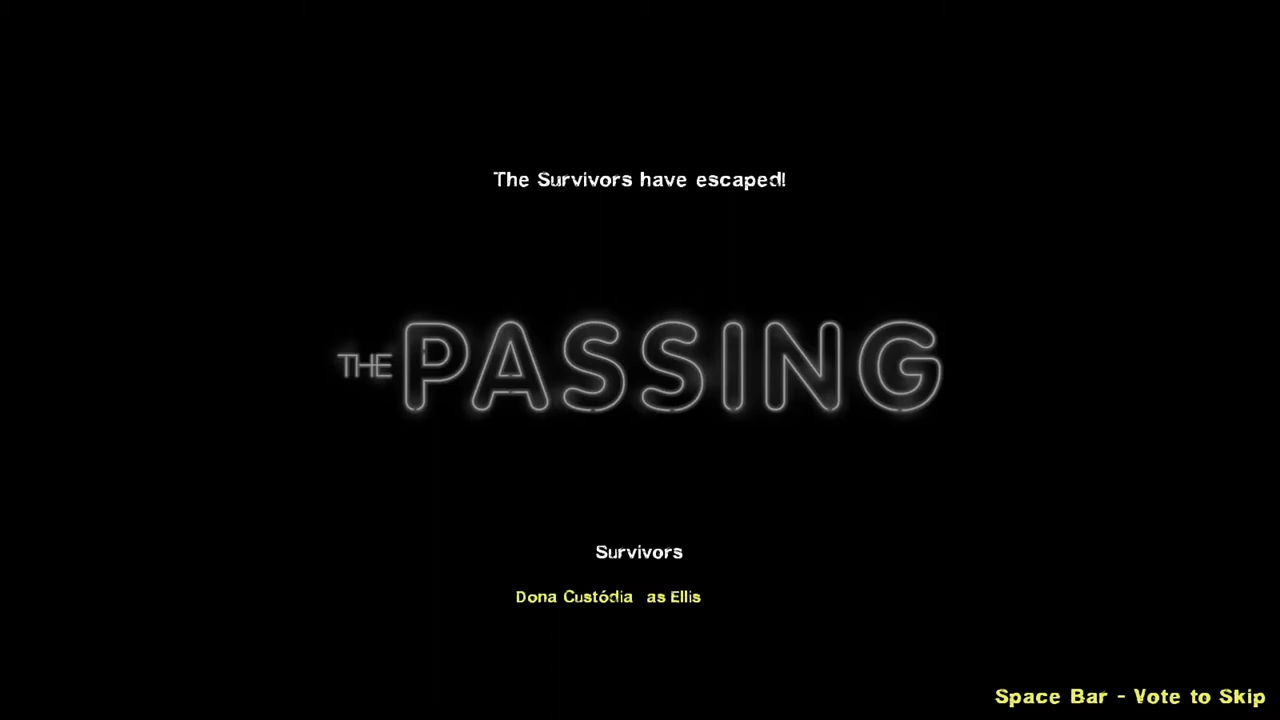 The Survivors have escaped!
THE PASSING
Survivors
Dona Custódia as Ellis
Space Bar - Vote to Skip